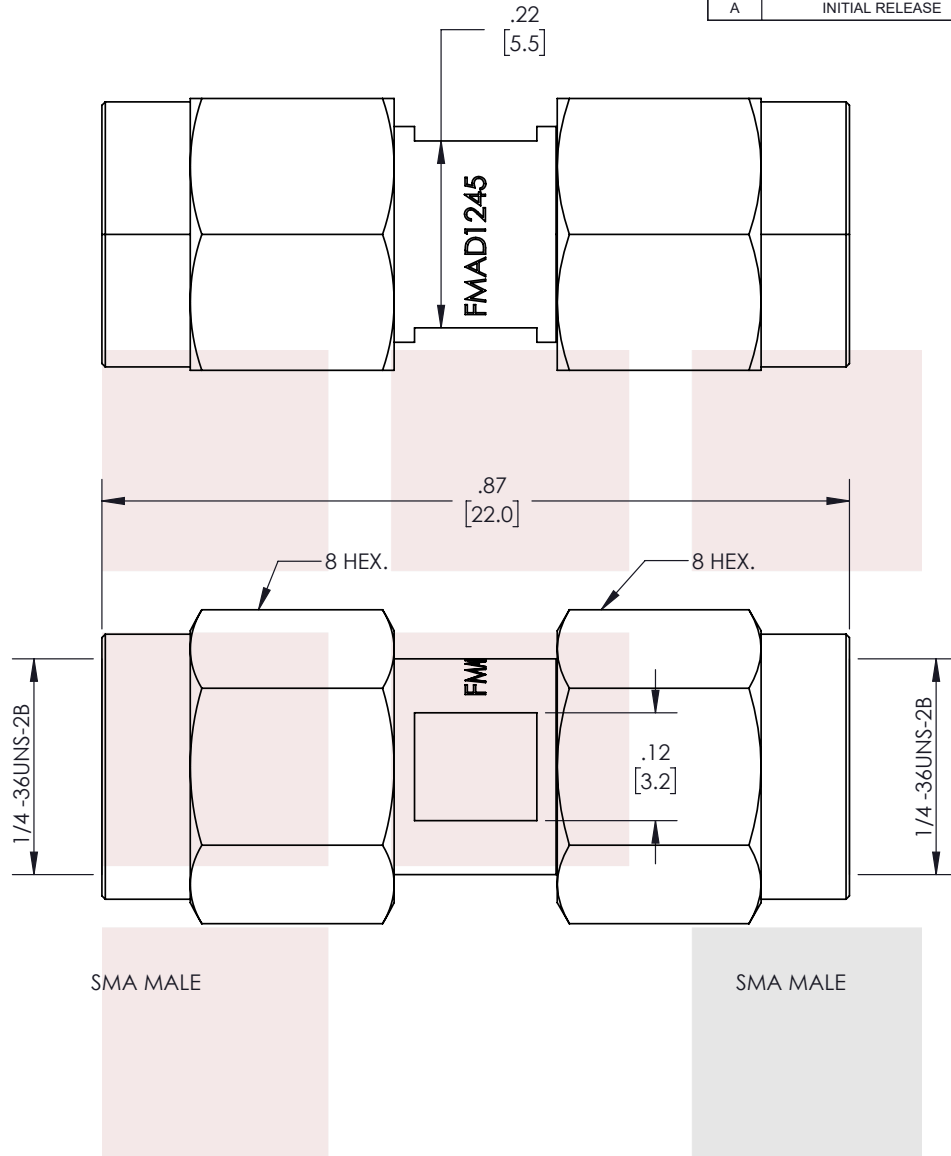 A INITIAL RELEASE
.22
[5.5]
FMAD1245
.87
[22.0]
8 HEX.
8 HEX.
1/4 -36UNS-2B
FMA
.12
[3.2]
1/4 -36UNS-2B
SMA MALE
SMA MALE